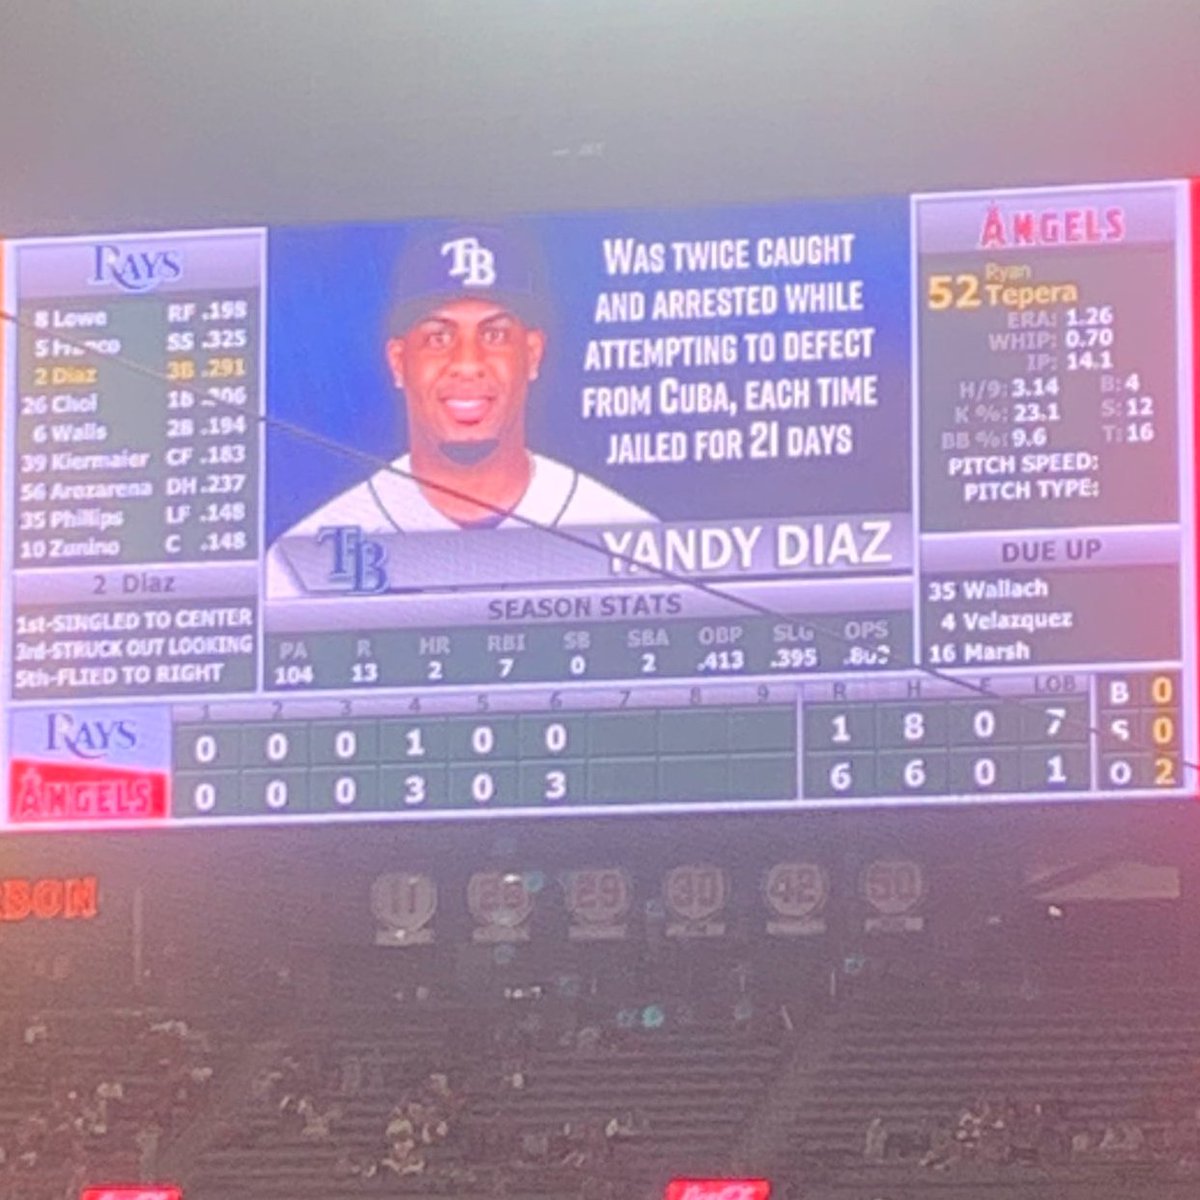 RAYS
8 Lowe RF .198
5 SS .325
2 Diaz 3B .291
26 Choi 1B
6 Walls 2B .194
39 Kiermaier CF .183
56 Arozarena DH .237
35 Phillips LF .148
10 Zunino C .148
2 Diaz
1st-SINGLED TO CENTER
3rd-STRUCK OUT LOOKING
5th-FLIED TO RIGHT
TB
WAS TWICE CAUGHT
AND ARRESTED WHILE
ATTEMPTING TO DEFECT
FROM CUBA, EACH TIME
JAILED FOR 21 DAYS
TB YANDY DIAZ
SEASON STATS
PA R HR RBI SB SBA OBP SLG OPS
104 13 2 7 0 2 .413 .395
ANGELS
52 Ryan
Tepera
ERA: 1.26
WHIP: 0.70
IP: 14.1
H/9: 3.14 B: 4
K %: 23.1 S: 12
BB %: 9.6 T: 16
PITCH SPEED:
PITCH TYPE:
DUE UP
35 Wallach
4 Velazquez
16 Marsh
1 2 3 4 5 6 7 8 9 R H E LOB
RAYS 0 0 0 1 0 0 1 8 0 7
ANGELS 0 0 0 3 0 3 6 6 0 1
B 0
S 0
O 2
11 26 29 30 42 50